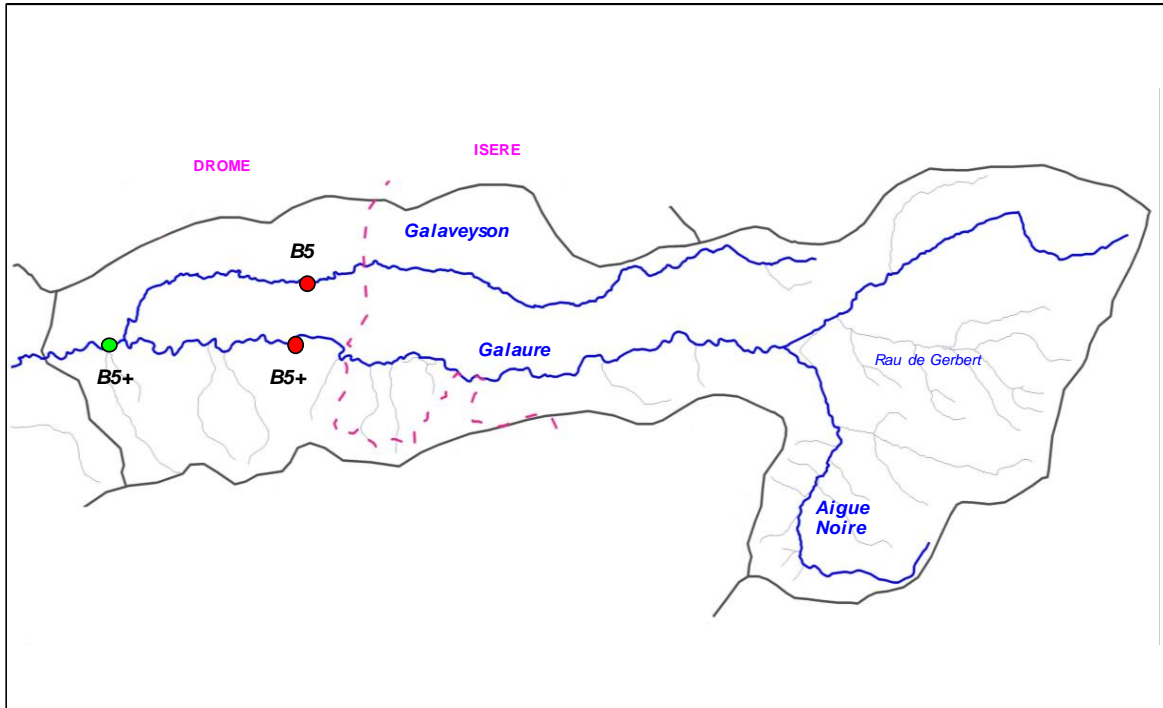 ISERE
DROME
Galaveyson
B5
Galaure
Rau de Gerbert
B5+
B5+
Aigue
Noire